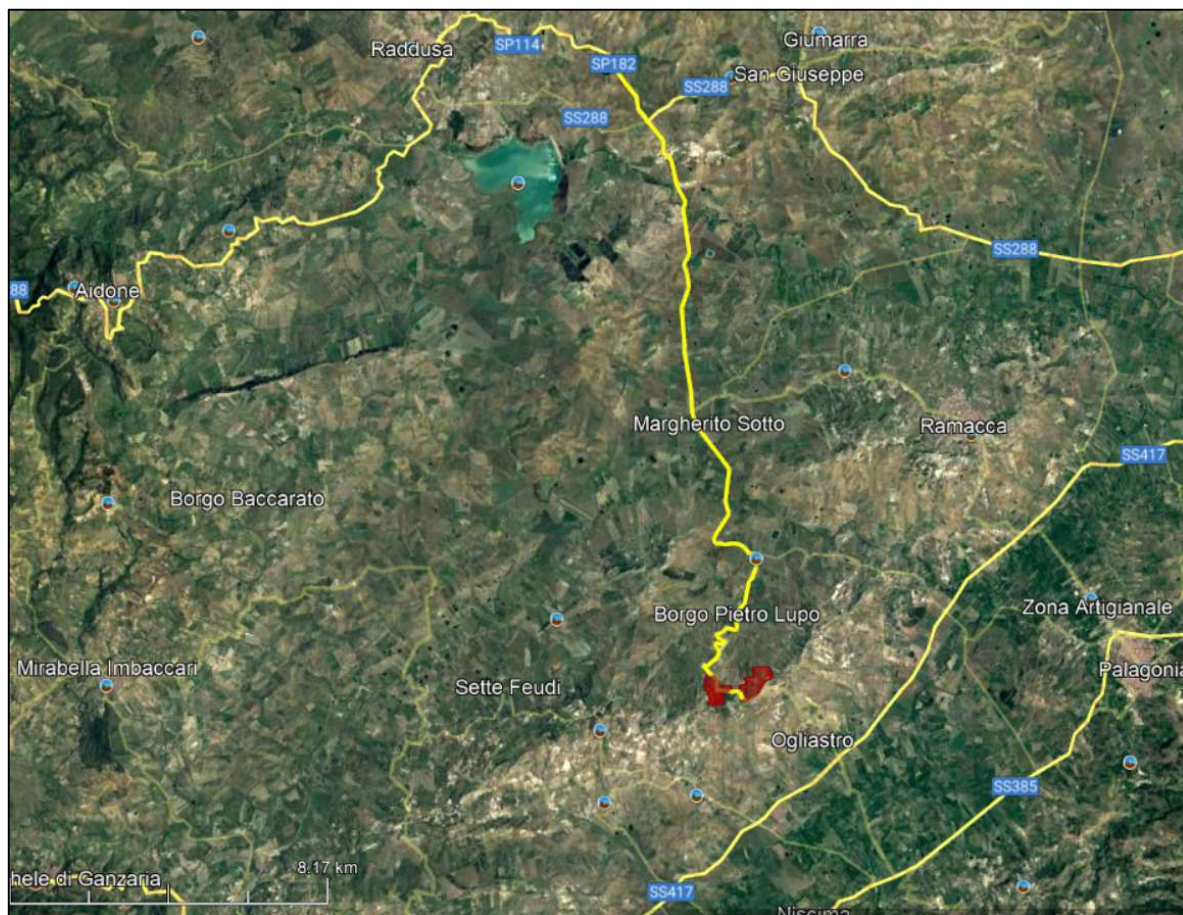 Giumarra
Raddusa
SP114
SP182
San Giuseppe
SS288
SS288
SS288
88
Aidone
Margherito Sotto
Ramacca
SS417
Borgo Baccarato
Zona Artigianale
Borgo Pietro Lupo
Mirabella Imbaccari
Palagonia
Sette Feudi
Ogliastro
SS385
8.17 km
hele di Ganzaria
SS417
Niscima